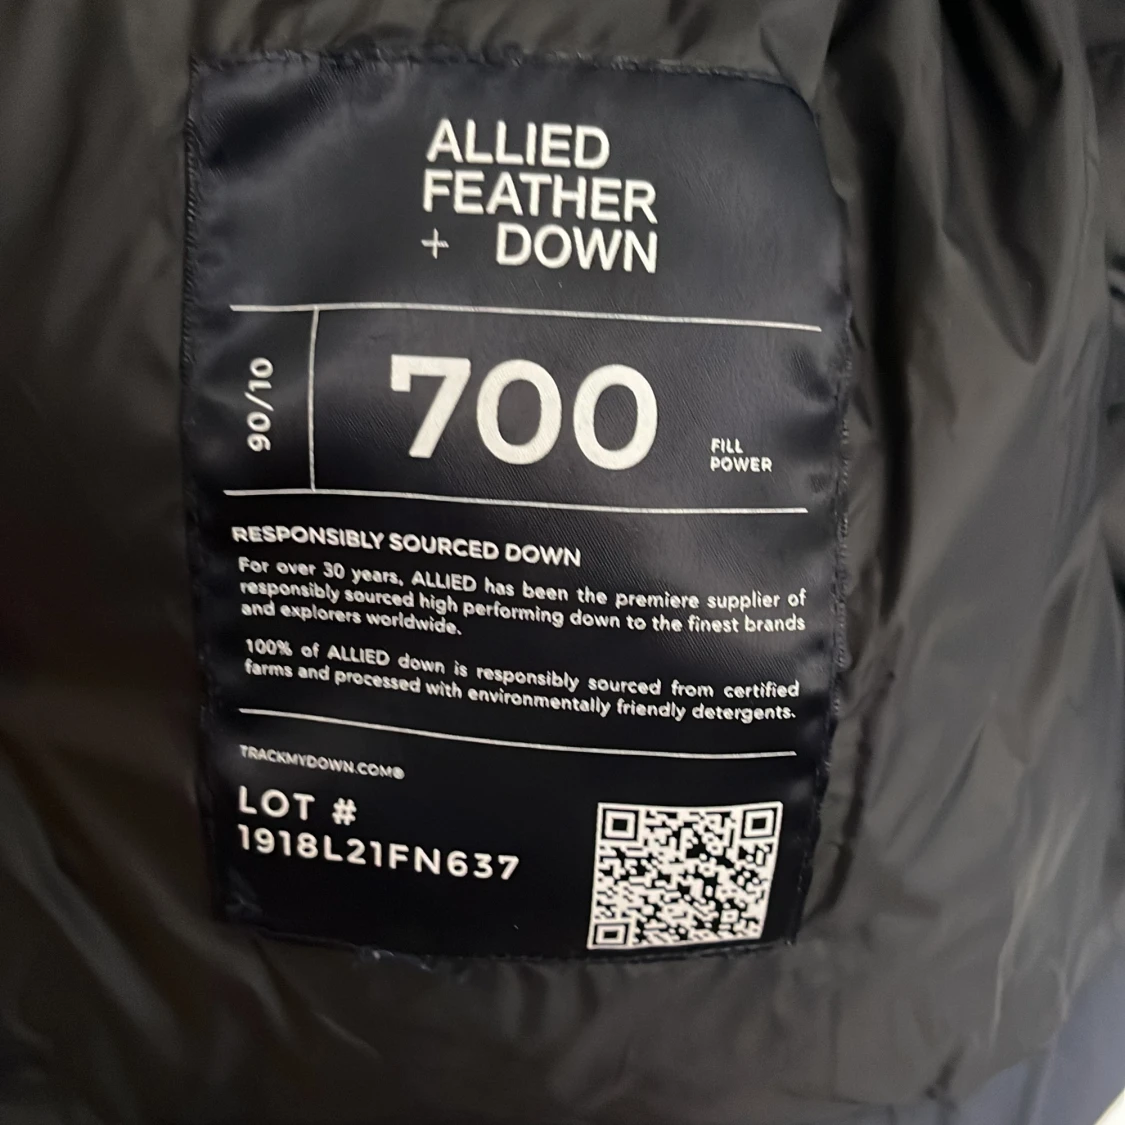 ALLIED
FEATHER
+ DOWN
90/10
700
FILL
POWER
RESPONSIBLY SOURCED DOWN
For over 30 years, ALLIED has been the premiere supplier of
responsibly sourced high performing down to the finest brands
and explorers worldwide.
100% of ALLIED down is responsibly sourced from certified
farms and processed with environmentally friendly detergents.
TRACKMYDOWN.COM®
LOT #
1918L21FN637